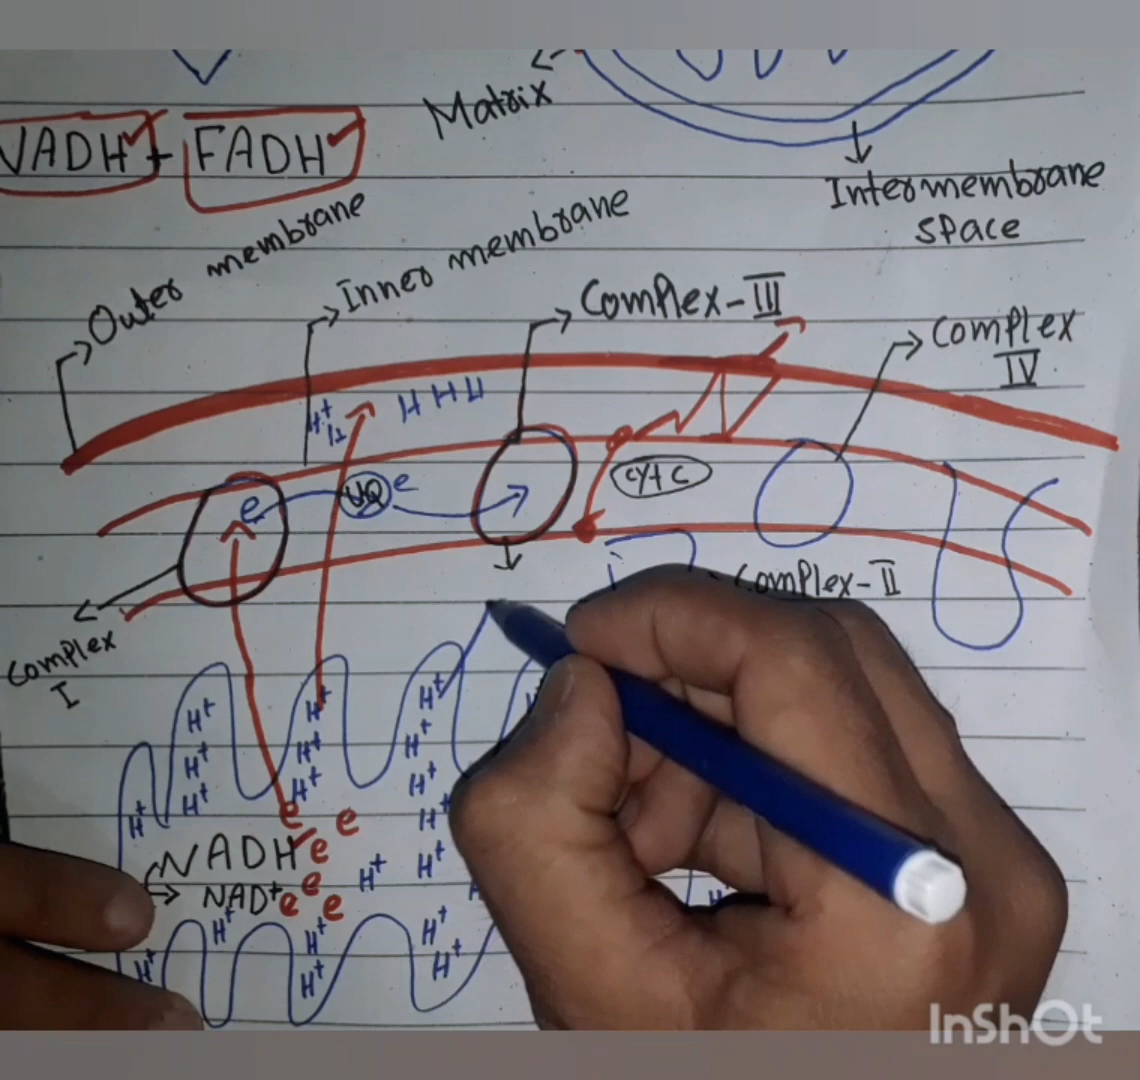 Matrix
NADH + FADH
Intermembrane
space
Outer membrane
Inner membrane
Complex-III
Complex
IV
H⁺
H H H
e
UQ
e
Cyt C
Complex-II
Complex
I
H⁺
H⁺
H⁺
H⁺
H⁺
H⁺
H⁺
H⁺
H⁺
H⁺
H⁺
H⁺
e
e
NADH e
H⁺
H⁺
e
NAD⁺ e
e
H⁺
H⁺
H⁺
H⁺
H⁺
H⁺
H⁺
H⁺
InShOt